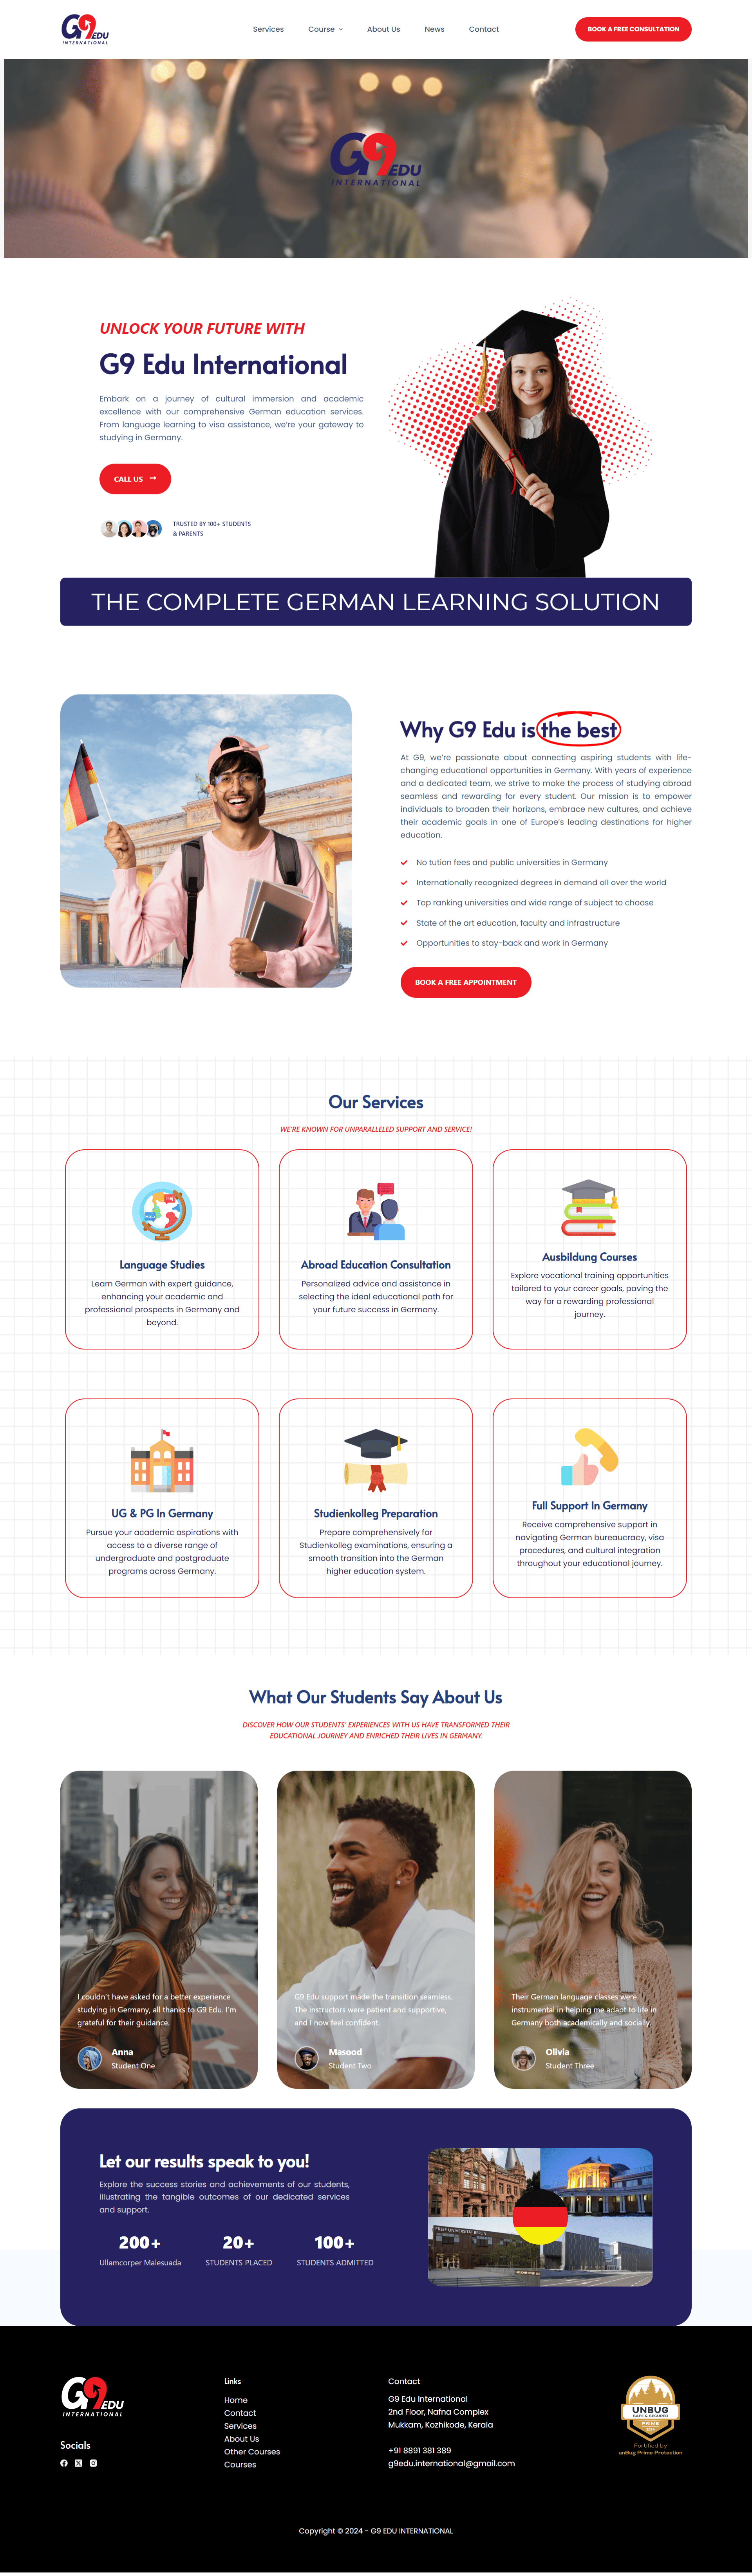 G9 EDU
INTERNATIONAL
Services
Course
About Us
News
Contact
BOOK A FREE CONSULTATION
G9 EDU
INTERNATIONAL
UNLOCK YOUR FUTURE WITH
G9 Edu International
Embark on a journey of cultural immersion and academic
excellence with our comprehensive German education services.
From language learning to visa assistance, we're your gateway to
studying in Germany.
CALL US →
TRUSTED BY 100+ STUDENTS
& PARENTS
THE COMPLETE GERMAN LEARNING SOLUTION
Why G9 Edu is the best
At G9, we're passionate about connecting aspiring students with life-
changing educational opportunities in Germany. With years of experience
and a dedicated team, we strive to make the process of studying abroad
seamless and rewarding for every student. Our mission is to empower
individuals to broaden their horizons, embrace new cultures, and achieve
their academic goals in one of Europe's leading destinations for higher
education.
No tution fees and public universities in Germany
Internationally recognized degrees in demand all over the world
Top ranking universities and wide range of subject to choose
State of the art education, faculty and infrastructure
Opportunities to stay-back and work in Germany
BOOK A FREE APPOINTMENT
Our Services
WE'RE KNOWN FOR UNPARALLELED SUPPORT AND SERVICE!
Language Studies
Learn German with expert guidance,
enhancing your academic and
professional prospects in Germany and
beyond.
Abroad Education Consultation
Personalized advice and assistance in
selecting the ideal educational path for
your future success in Germany.
Ausbildung Courses
Explore vocational training opportunities
tailored to your career goals, paving the
way for a rewarding professional
journey.
UG & PG In Germany
Pursue your academic aspirations with
access to a diverse range of
undergraduate and postgraduate
programs across Germany.
Studienkolleg Preparation
Prepare comprehensively for
Studienkolleg examinations, ensuring a
smooth transition into the German
higher education system.
Full Support In Germany
Receive comprehensive support in
navigating German bureaucracy, visa
procedures, and cultural integration
throughout your educational journey.
What Our Students Say About Us
DISCOVER HOW OUR STUDENTS' EXPERIENCES WITH US HAVE TRANSFORMED THEIR
EDUCATIONAL JOURNEY AND ENRICHED THEIR LIVES IN GERMANY.
I couldn't have asked for a better experience
studying in Germany, all thanks to G9 Edu. I'm
grateful for their guidance.
Anna
Student One
G9 Edu support made the transition seamless.
The instructors were patient and supportive,
and I now feel confident.
Masood
Student Two
Their German language classes were
instrumental in helping me adapt to life in
Germany both academically and socially.
Olivia
Student Three
Let our results speak to you!
Explore the success stories and achievements of our students,
illustrating the tangible outcomes of our dedicated services
and support.
200+
Ullamcorper Malesuada
20+
STUDENTS PLACED
100+
STUDENTS ADMITTED
FREIE UNIVERSITÄT BERLIN
G9 EDU
INTERNATIONAL
Socials
Links
Home
Contact
Services
About Us
Other Courses
Courses
Contact
G9 Edu International
2nd Floor, Nafna Complex
Mukkam, Kozhikode, Kerala
+91 8891 381 389
g9edu.international@gmail.com
UNBUG
SAFE & SECURED
PRIME
Fortified by
unBug Prime Protection
Copyright © 2024 - G9 EDU INTERNATIONAL